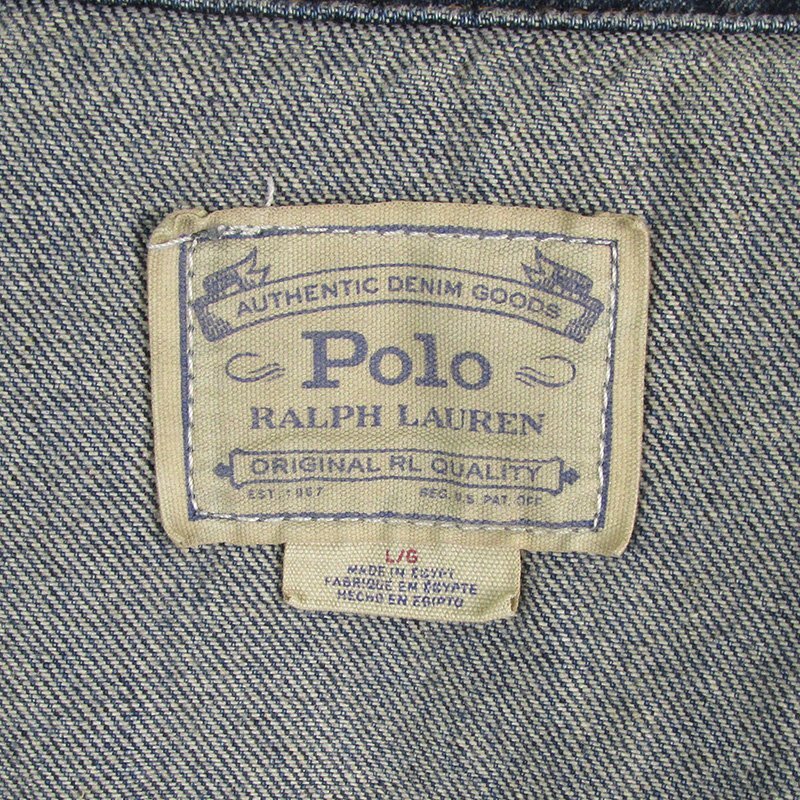 AUTHENTIC DENIM GOODS
Polo
RALPH LAUREN
ORIGINAL RL QUALITY
EST. 1967 REG. U.S. PAT. OFF.
L/G
MADE IN EGYPT
FABRIQUE EN EGYPTE
HECHO EN EGIPTO